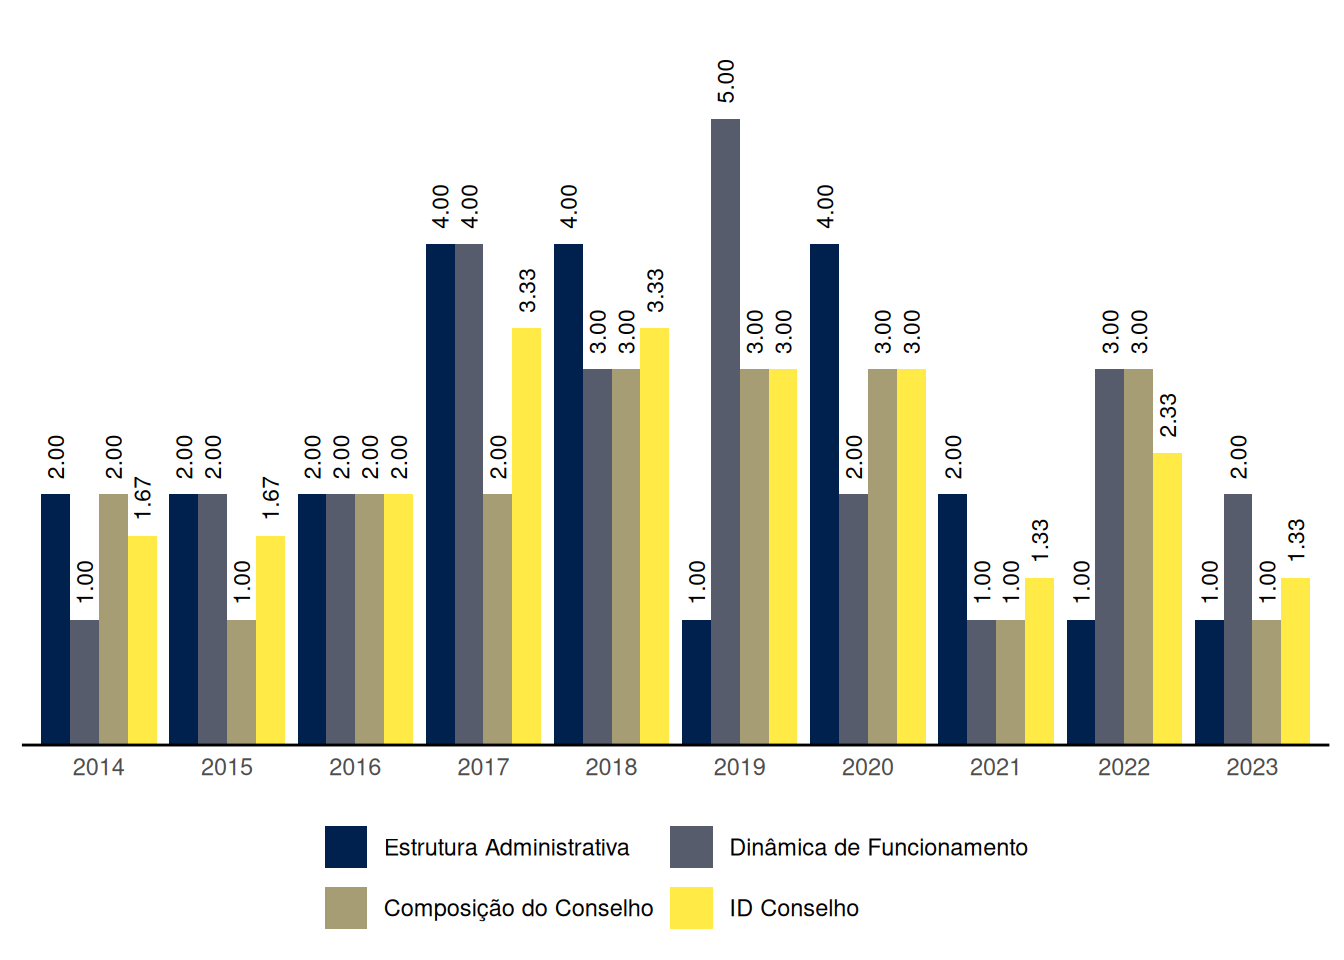 5.00
4.00 4.00 4.00 4.00
3.33 3.33
3.00 3.00 3.00 3.00 3.00 3.00 3.00 3.00
2.33
2.00 2.00 2.00 2.00 2.00 2.00 2.00 2.00 2.00 2.00 2.00 2.00
1.67 1.67
1.33 1.33
1.00 1.00 1.00 1.00 1.00 1.00 1.00 1.00
2014 2015 2016 2017 2018 2019 2020 2021 2022 2023
Estrutura Administrativa Dinâmica de Funcionamento
Composição do Conselho ID Conselho